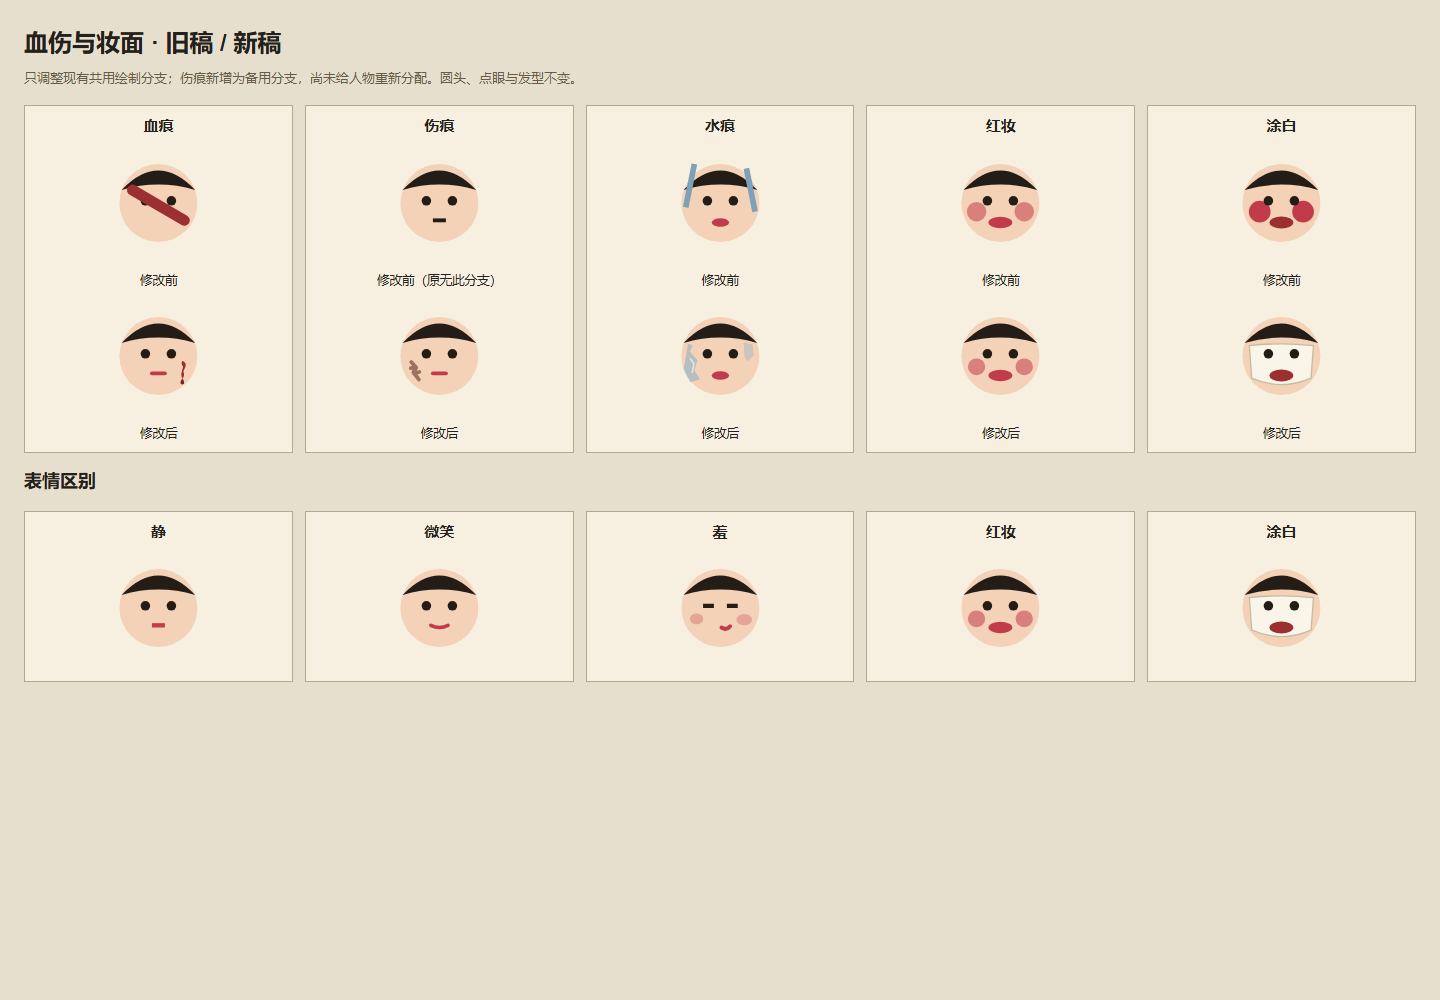 血伤与妆面 · 旧稿 / 新稿
只调整现有共用绘制分支；伤痕新增为备用分支，尚未给人物重新分配。圆头、点眼与发型不变。
血痕
伤痕
水痕
红妆
涂白
修改前
修改前（原无此分支）
修改前
修改前
修改前
修改后
修改后
修改后
修改后
修改后
表情区别
静
微笑
羞
红妆
涂白